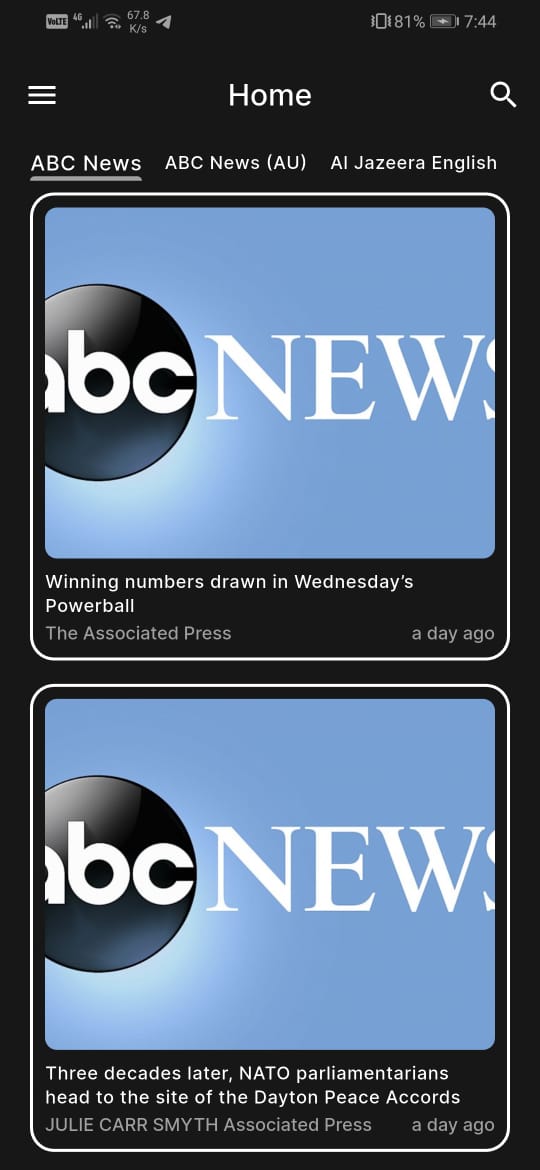 VoLTE 4G 67.8 K/s 81% 7:44
Home
ABC News ABC News (AU) Al Jazeera English
abc NEWS
Winning numbers drawn in Wednesday’s
Powerball
The Associated Press a day ago
abc NEWS
Three decades later, NATO parliamentarians
head to the site of the Dayton Peace Accords
JULIE CARR SMYTH Associated Press a day ago